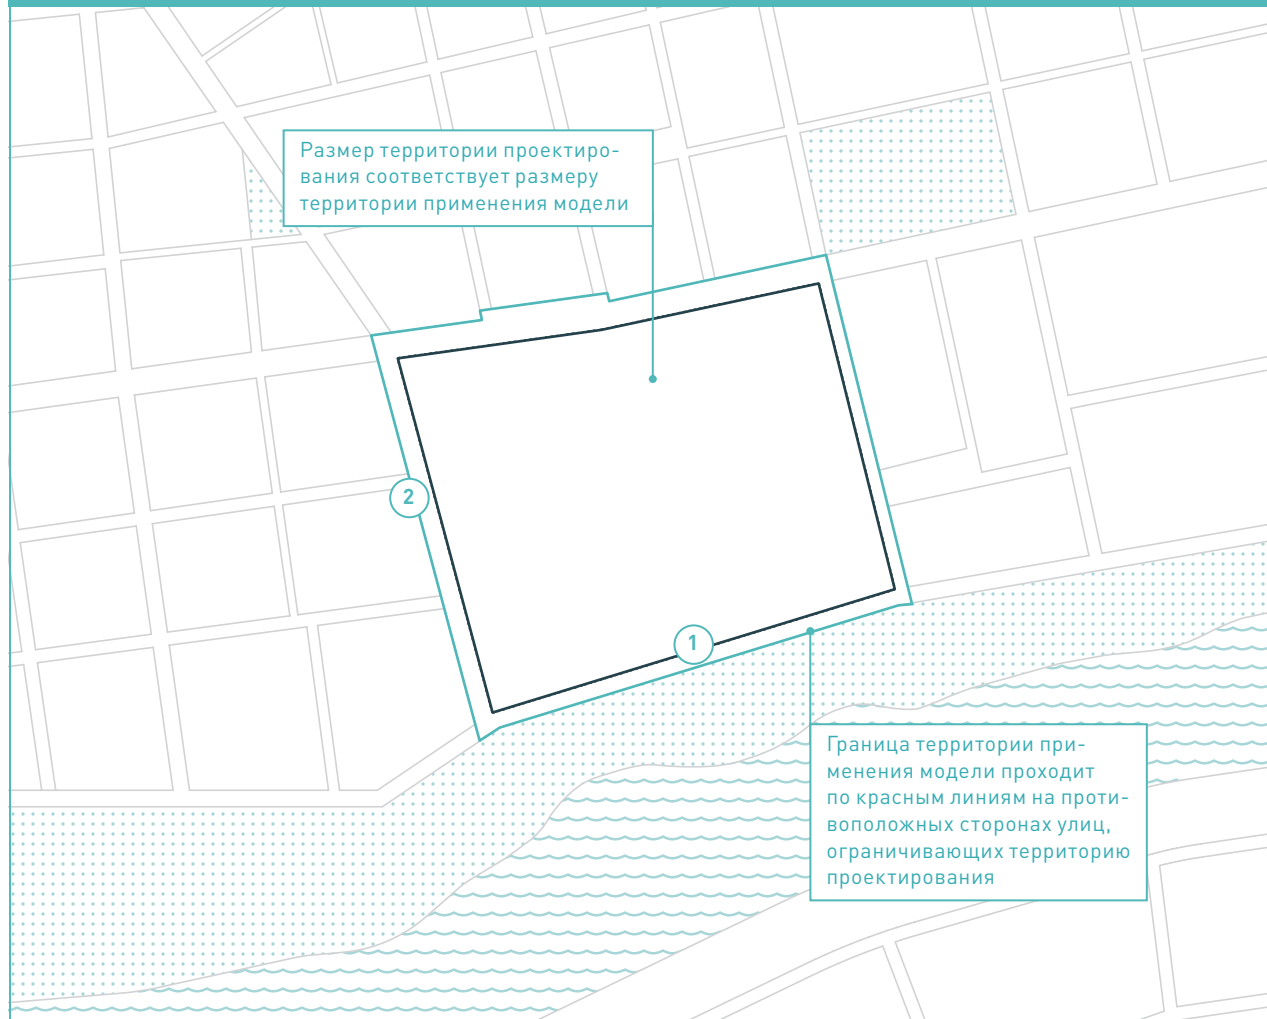 Размер территории проектиро-
вания соответствует размеру
территории применения модели
2
1
Граница территории при-
менения модели проходит
по красным линиям на проти-
воположных сторонах улиц,
ограничивающих территорию
проектирования